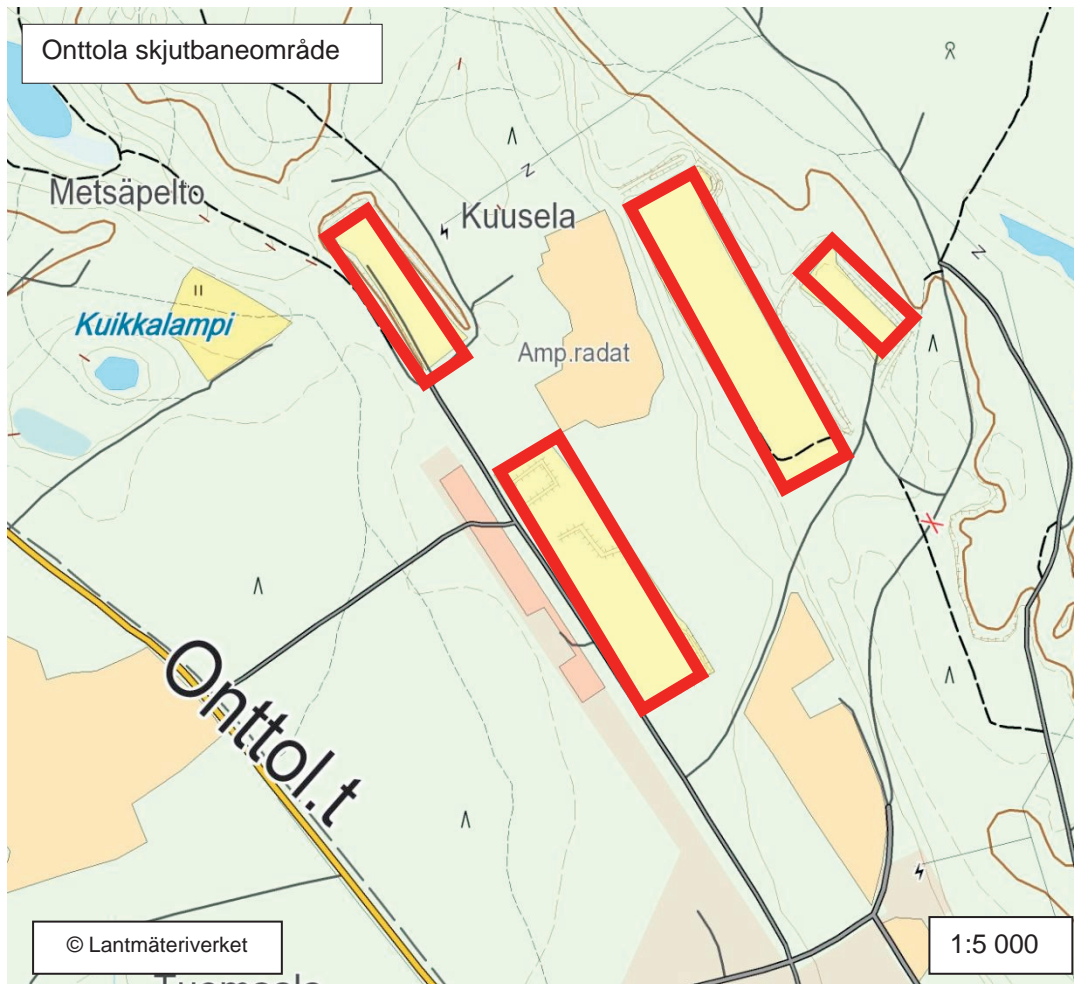 Onttola skjutbaneområde
Metsäpelto
Kuusela
Kuikkalampi
Amp.radat
Onttol.t
© Lantmäteriverket
1:5 000